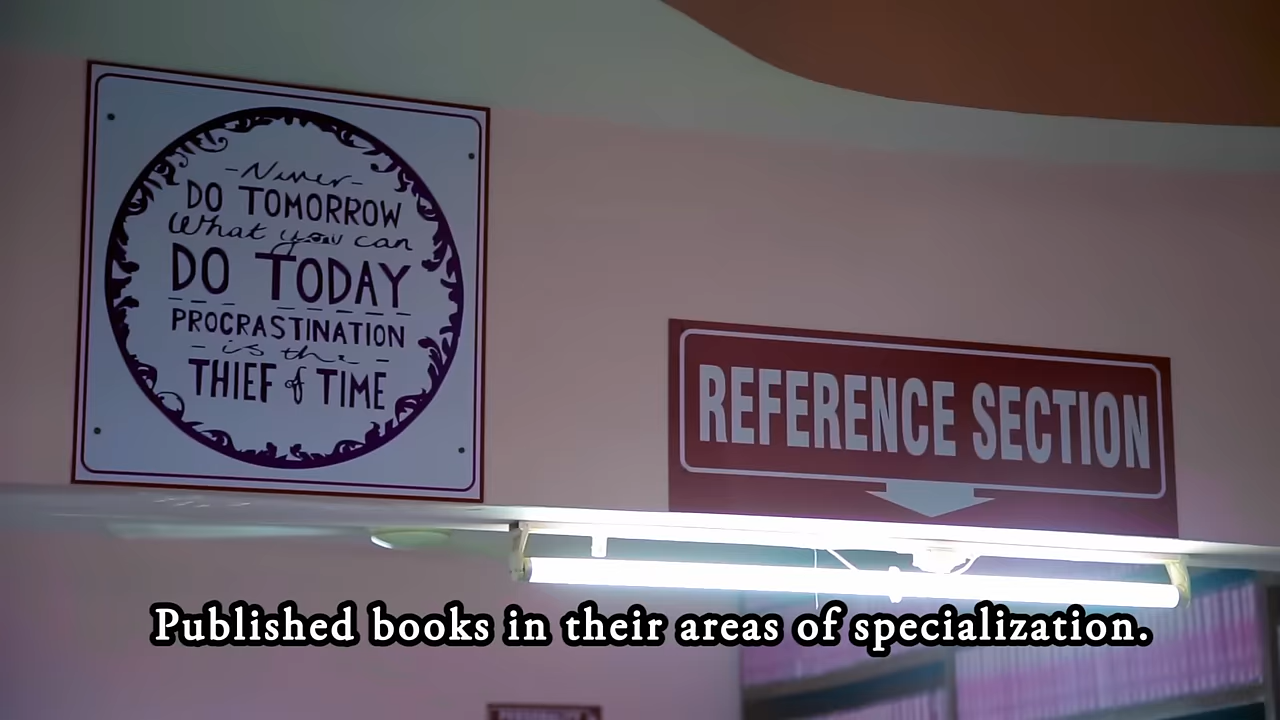 -Never-
DO TOMORROW
What you can
DO TODAY
PROCRASTINATION
- is the -
THIEF of TIME
REFERENCE SECTION
Published books in their areas of specialization.